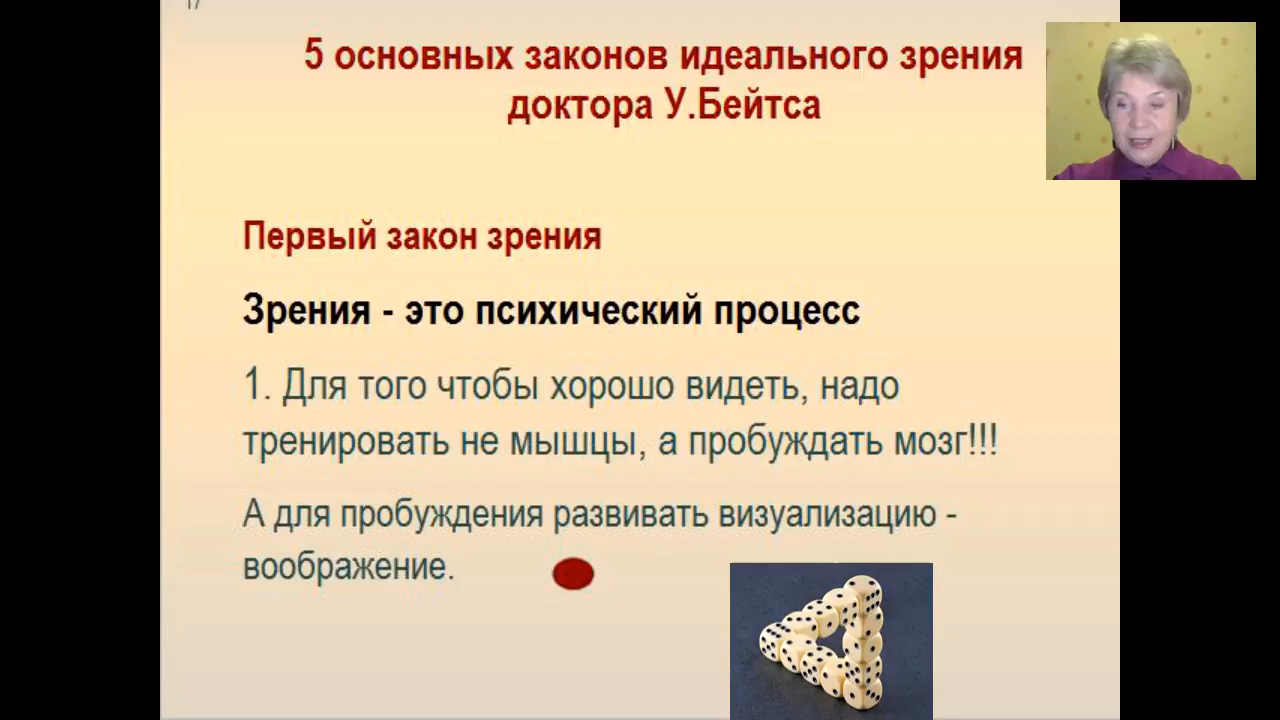 17
5 основных законов идеального зрения
доктора У.Бейтса
Первый закон зрения
Зрения - это психический процесс
1. Для того чтобы хорошо видеть, надо
тренировать не мышцы, а пробуждать мозг!!!
А для пробуждения развивать визуализацию -
воображение.